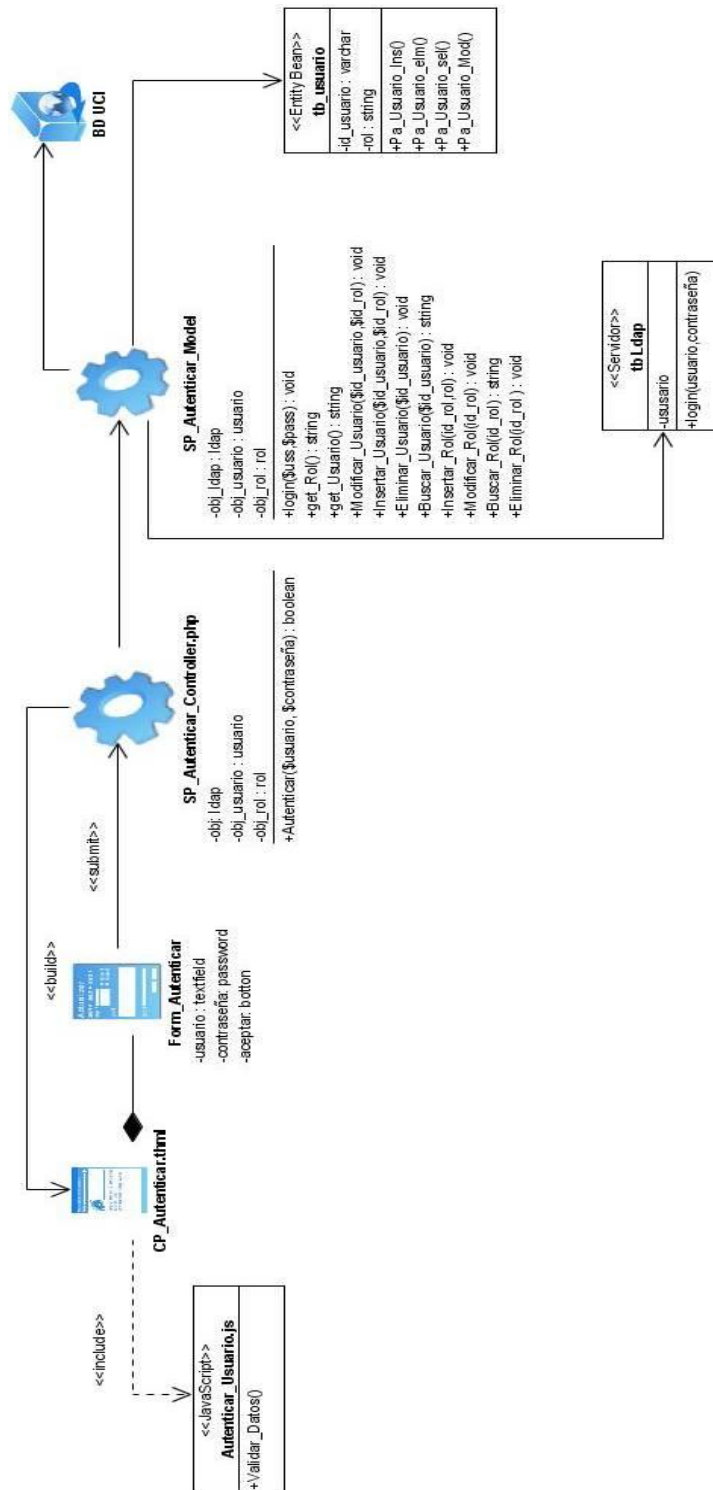 <<include>>
<<JavaScript>>
Autenticar_Usuario.js
+Validar_Datos()
CP_Autenticar.thml
<<build>>
<<submit>>
Form_Autenticar
-usuario : textfield
-contraseña: password
-aceptar: botton
SP_Autenticar_Controller.php
-obj: ldap
-obj_usuario : usuario
-obj_rol : rol
+Autenticar($usuario, $contraseña) : boolean
SP_Autenticar_Model
-obj_ldap : ldap
-obj_usuario : usuario
-obj_rol : rol
+login($uss,$pass) : void
+get_Rol() : string
+get_Usuario() : string
+Modificar_Usuario($id_usuario,$id_rol) : void
+Insertar_Usuario($id_usuario,$id_rol) : void
+Eliminar_Usuario($id_usuario) : void
+Buscar_Usuario($id_usuario) : string
+Insertar_Rol(id_rol,rol) : void
+Modificar_Rol(id_rol) : void
+Buscar_Rol(id_rol) : string
+Eliminar_Rol(id_rol ) : void
BD UCI
<<Entity Bean>>
tb_usuario
-id_usuario : varchar
-rol : string
+Pa_Usuario_Ins()
+Pa_Usuario_elm()
+Pa_Usuario_sel()
+Pa_Usuario_Mod()
<<Servidor>>
tbLdap
-ususario
+login(usuario,contraseña)